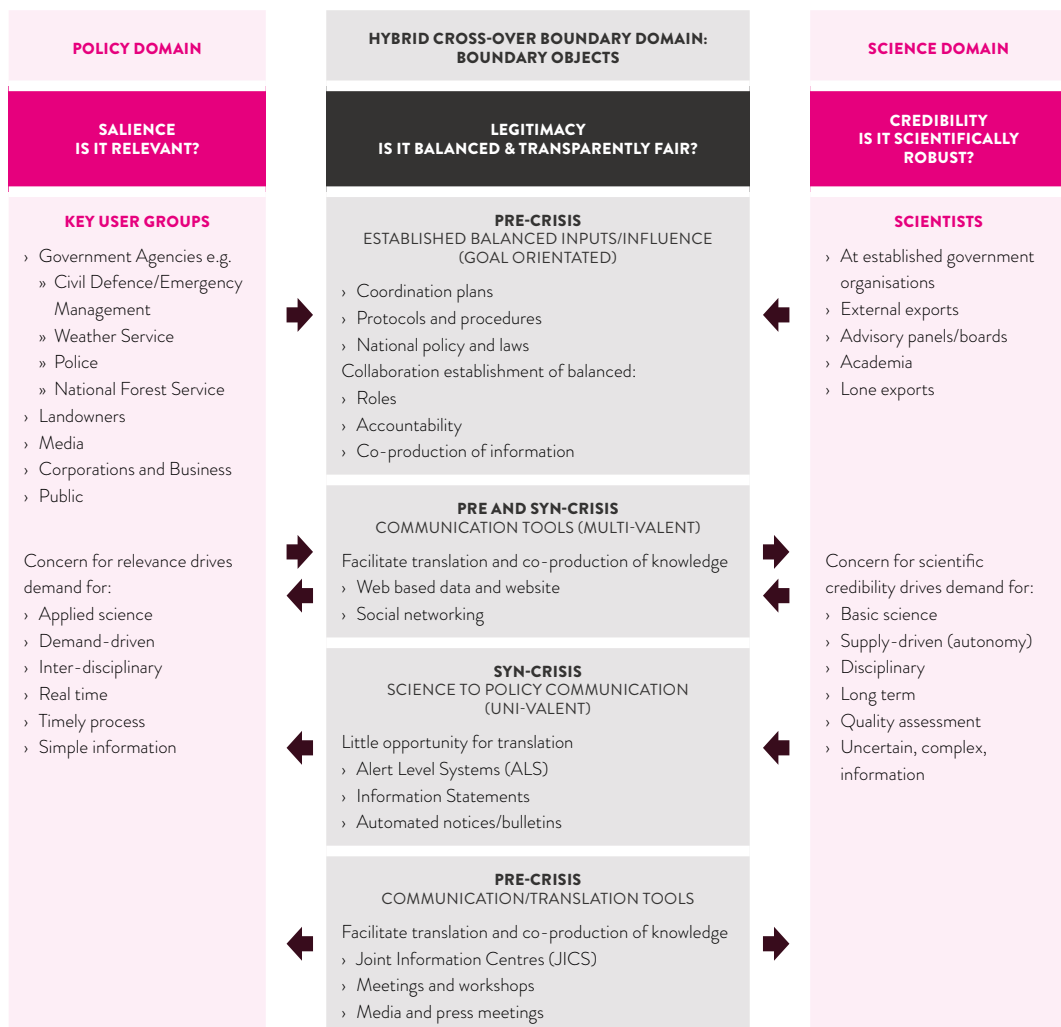 POLICY DOMAIN
SALIENCE
IS IT RELEVANT?
KEY USER GROUPS
› Government Agencies e.g.
» Civil Defence/Emergency
Management
» Weather Service
» Police
» National Forest Service
› Landowners
› Media
› Corporations and Business
› Public
Concern for relevance drives
demand for:
› Applied science
› Demand-driven
› Inter-disciplinary
› Real time
› Timely process
› Simple information
HYBRID CROSS-OVER BOUNDARY DOMAIN:
BOUNDARY OBJECTS
LEGITIMACY
IS IT BALANCED & TRANSPARENTLY FAIR?
PRE-CRISIS
ESTABLISHED BALANCED INPUTS/INFLUENCE
(GOAL ORIENTATED)
› Coordination plans
› Protocols and procedures
› National policy and laws
Collaboration establishment of balanced:
› Roles
› Accountability
› Co-production of information
PRE AND SYN-CRISIS
COMMUNICATION TOOLS (MULTI-VALENT)
Facilitate translation and co-production of knowledge
› Web based data and website
› Social networking
SYN-CRISIS
SCIENCE TO POLICY COMMUNICATION
(UNI-VALENT)
Little opportunity for translation
› Alert Level Systems (ALS)
› Information Statements
› Automated notices/bulletins
PRE-CRISIS
COMMUNICATION/TRANSLATION TOOLS
Facilitate translation and co-production of knowledge
› Joint Information Centres (JICS)
› Meetings and workshops
› Media and press meetings
SCIENCE DOMAIN
CREDIBILITY
IS IT SCIENTIFICALLY
ROBUST?
SCIENTISTS
› At established government
organisations
› External exports
› Advisory panels/boards
› Academia
› Lone exports
Concern for scientific
credibility drives demand for:
› Basic science
› Supply-driven (autonomy)
› Disciplinary
› Long term
› Quality assessment
› Uncertain, complex,
information